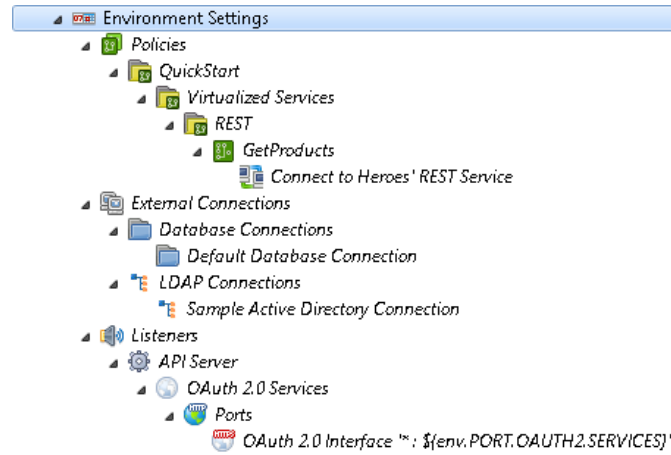 Environment Settings
Policies
QuickStart
Virtualized Services
REST
GetProducts
Connect to Heroes' REST Service
External Connections
Database Connections
Default Database Connection
LDAP Connections
Sample Active Directory Connection
Listeners
API Server
OAuth 2.0 Services
Ports
OAuth 2.0 Interface '*: ${env.PORT.OAUTH2.SERVICES}'